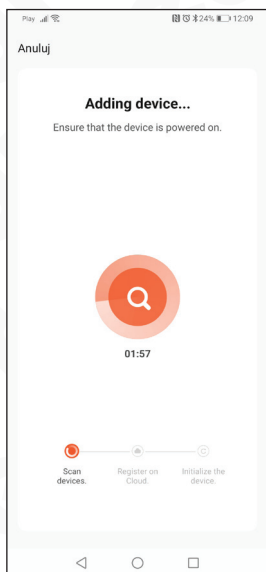 Play 24% 12:09
Anuluj
Adding device...
Ensure that the device is powered on.
01:57
Scan devices.
Register on Cloud.
Initialize the device.